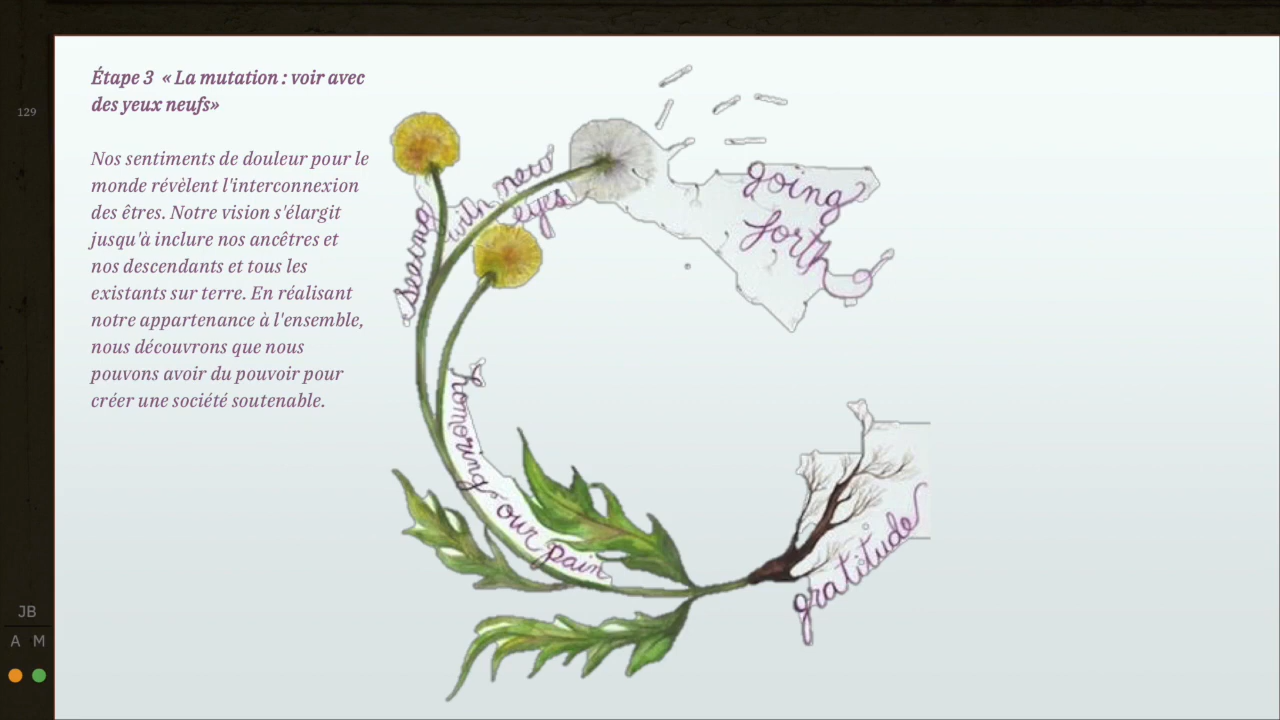 Étape 3 « La mutation : voir avec
des yeux neufs»
Nos sentiments de douleur pour le
monde révèlent l'interconnexion
des êtres. Notre vision s'élargit
jusqu'à inclure nos ancêtres et
nos descendants et tous les
existants sur terre. En réalisant
notre appartenance à l'ensemble,
nous découvrons que nous
pouvons avoir du pouvoir pour
créer une société soutenable.
seeing with new
eyes
going
forth
honoring our pain
gratitude
129
JB
A M